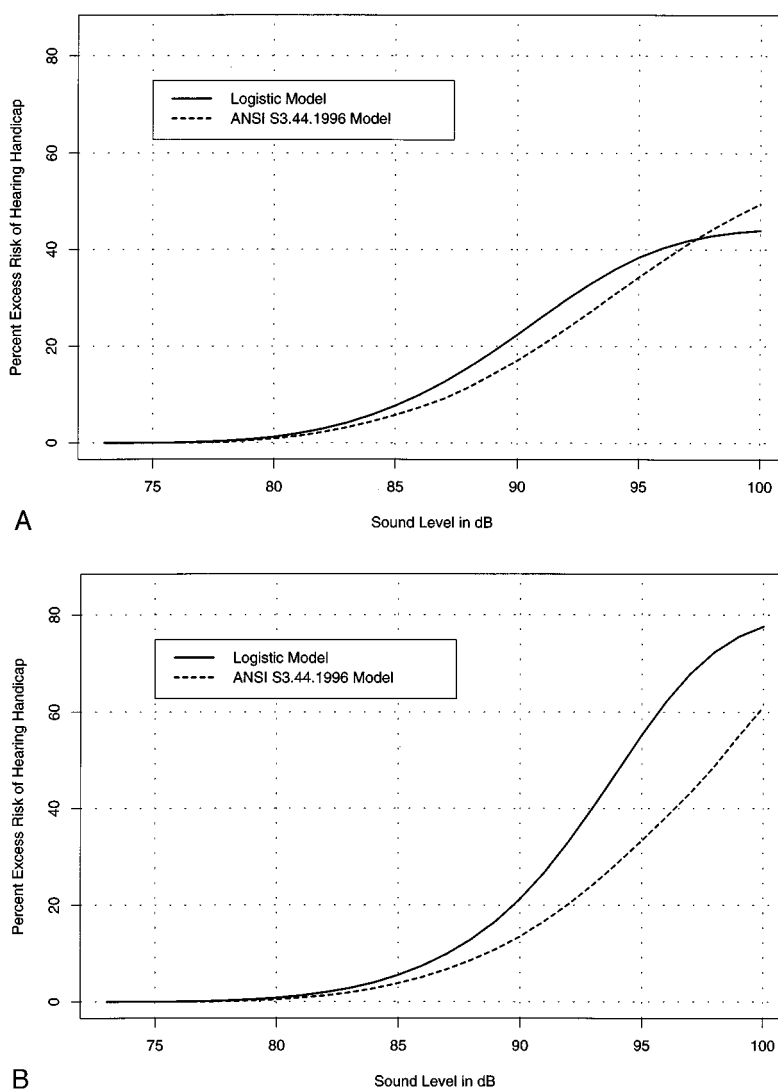 80
60
40
20
0
Percent Excess Risk of Hearing Handicap
Logistic Model
ANSI S3.44.1996 Model
75 80 85 90 95 100
Sound Level in dB
A
80
60
40
20
0
Percent Excess Risk of Hearing Handicap
Logistic Model
ANSI S3.44.1996 Model
75 80 85 90 95 100
Sound Level in dB
B